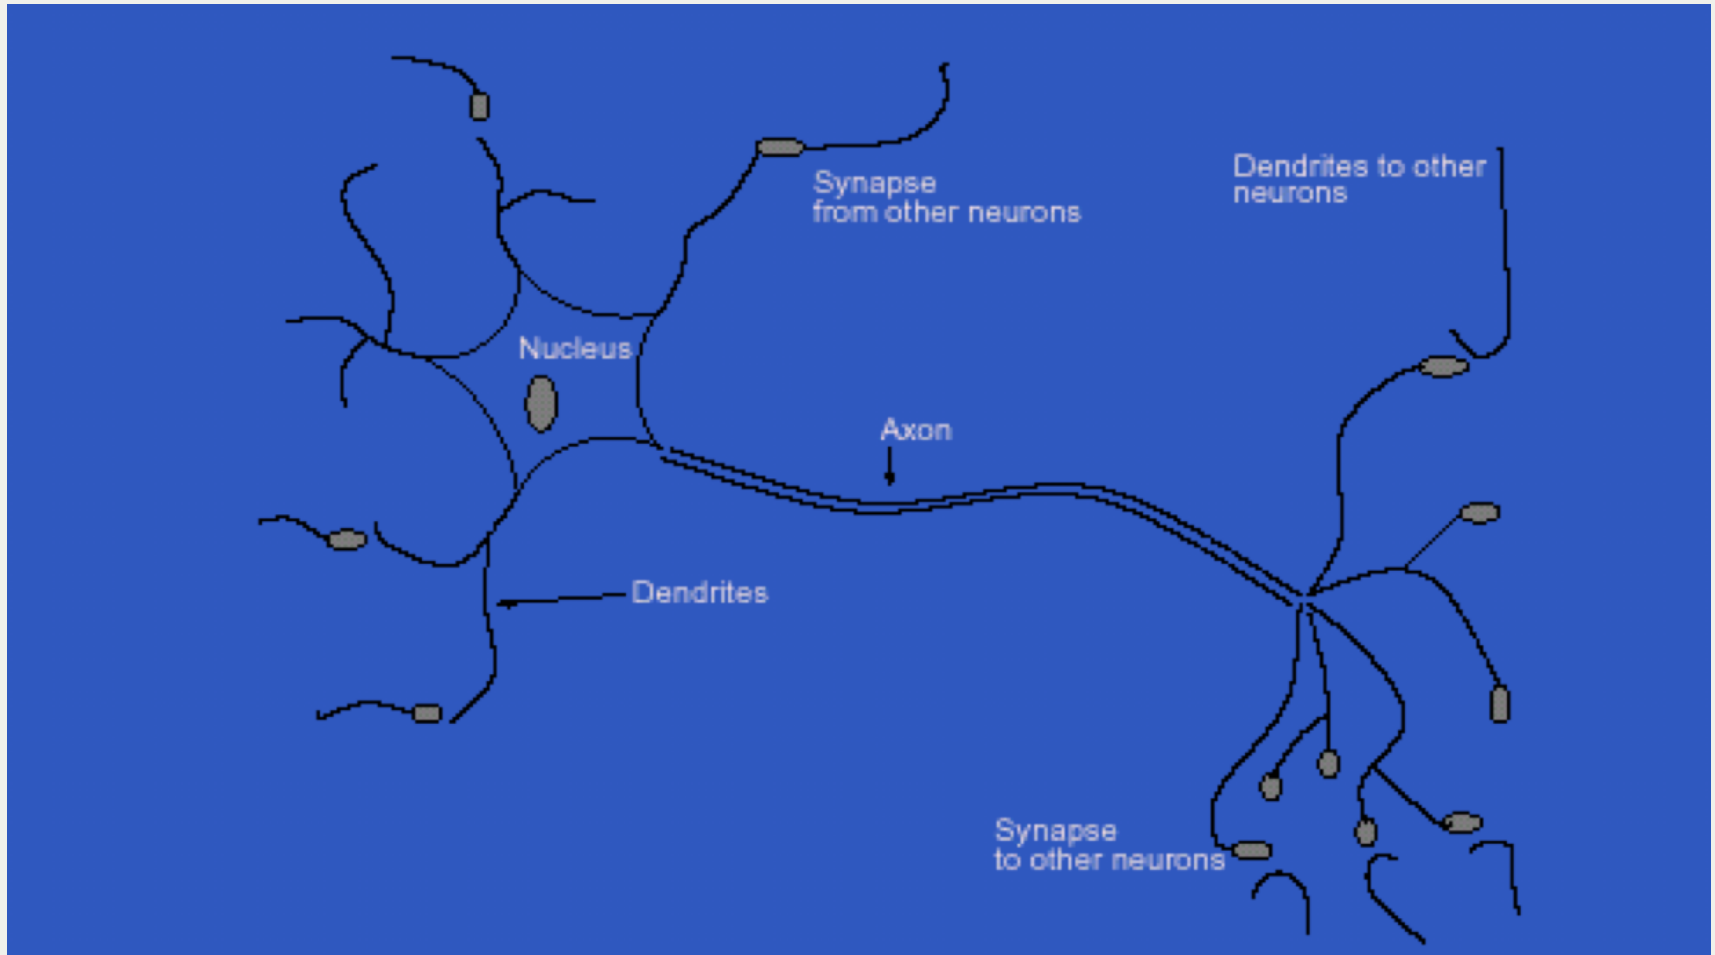 Synapse
from other neurons
Dendrites to other
neurons
Nucleus
Axon
Dendrites
Synapse
to other neurons